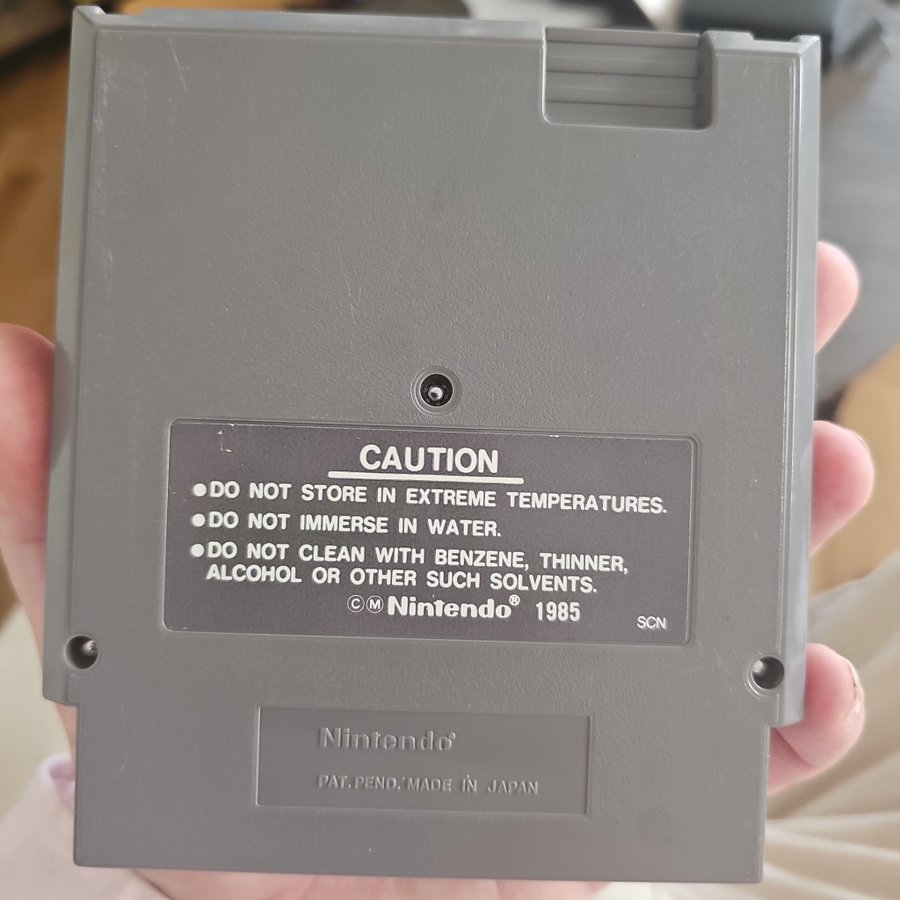 CAUTION
●DO NOT STORE IN EXTREME TEMPERATURES.
●DO NOT IMMERSE IN WATER.
●DO NOT CLEAN WITH BENZENE, THINNER,
ALCOHOL OR OTHER SUCH SOLVENTS.
ⒸⓂNintendo® 1985
SCN
Nintendo®
PAT. PEND. MADE IN JAPAN